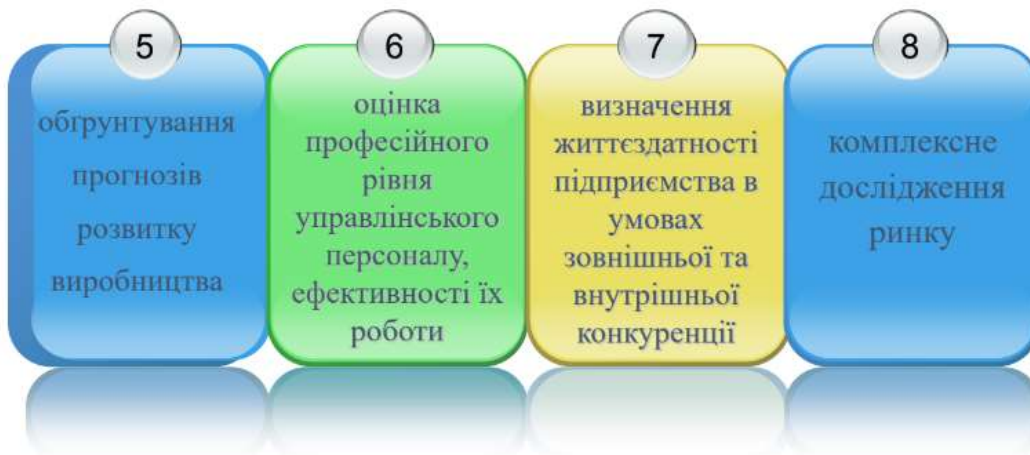 5
обґрунтування
прогнозів
розвитку
виробництва
6
оцінка
професійного
рівня
управлінського
персоналу,
ефективності їх
роботи
7
визначення
життєздатності
підприємства в
умовах
зовнішньої та
внутрішньої
конкуренції
8
комплексне
дослідження
ринку